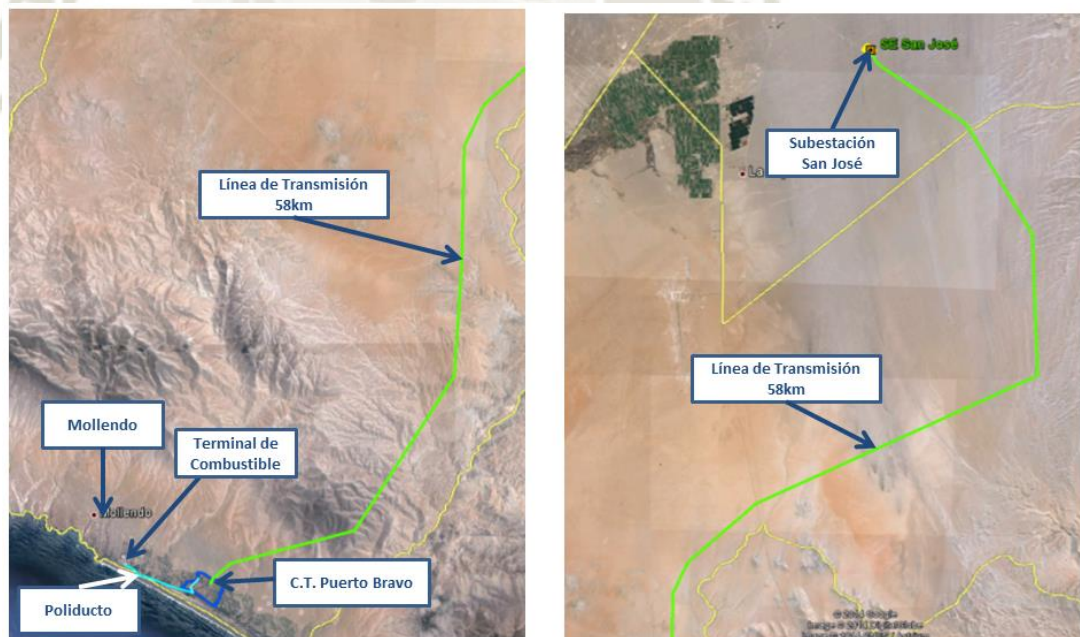 Línea de Transmisión
58km
Mollendo
Terminal de
Combustible
Mollendo
C.T. Puerto Bravo
Poliducto
SE San José
Subestación
San José
La
Línea de Transmisión
58km
Google